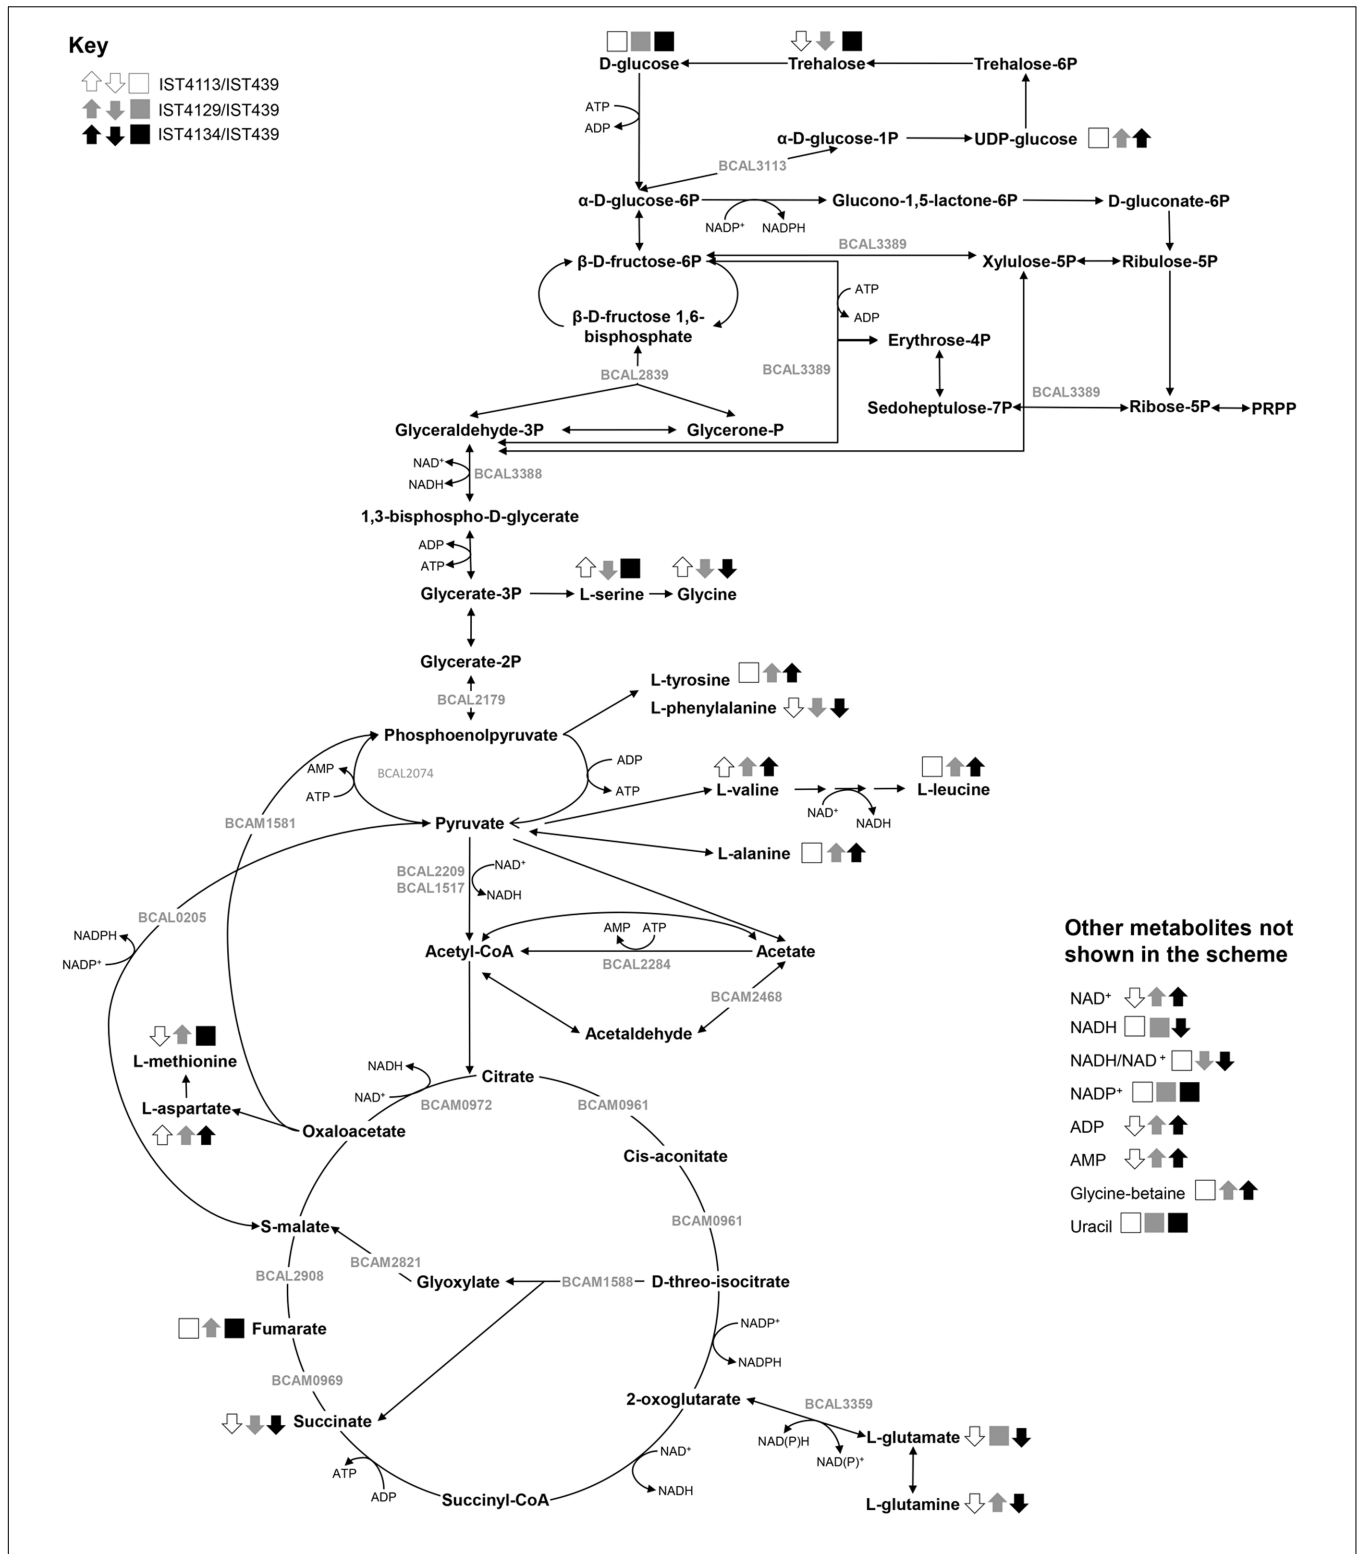 Key
IST4113/IST439
IST4129/IST439
IST4134/IST439
D-glucose
Trehalose
Trehalose-6P
ATP
ADP
α-D-glucose-1P
UDP-glucose
BCAL3113
α-D-glucose-6P
Glucono-1,5-lactone-6P
D-gluconate-6P
NADP+
NADPH
BCAL3389
β-D-fructose-6P
Xylulose-5P
Ribulose-5P
ATP
ADP
β-D-fructose 1,6-
bisphosphate
Erythrose-4P
BCAL2839
BCAL3389
BCAL3389
Sedoheptulose-7P
Ribose-5P
PRPP
Glyceraldehyde-3P
Glycerone-P
NAD+
NADH
BCAL3388
1,3-bisphospho-D-glycerate
ADP
ATP
Glycerate-3P
L-serine
Glycine
Glycerate-2P
BCAL2179
L-tyrosine
L-phenylalanine
Phosphoenolpyruvate
AMP
ATP
BCAL2074
ADP
ATP
L-valine
L-leucine
NAD+
NADH
BCAM1581
Pyruvate
L-alanine
BCAL2209
BCAL1517
NAD+
NADH
BCAL0205
NADPH
NADP+
AMP
ATP
Acetyl-CoA
Acetate
BCAL2284
BCAM2468
Acetaldehyde
L-methionine
L-aspartate
NADH
NAD+
Citrate
BCAM0972
BCAM0961
Oxaloacetate
Cis-aconitate
BCAM0961
S-malate
BCAM2821
BCAL2908
Glyoxylate
BCAM1588
D-threo-isocitrate
Fumarate
NADP+
NADPH
BCAM0969
2-oxoglutarate
BCAL3359
Succinate
NAD(P)H
NAD(P)+
L-glutamate
ATP
ADP
NAD+
NADH
Succinyl-CoA
L-glutamine
Other metabolites not
shown in the scheme
NAD+
NADH
NADH/NAD+
NADP+
ADP
AMP
Glycine-betaine
Uracil